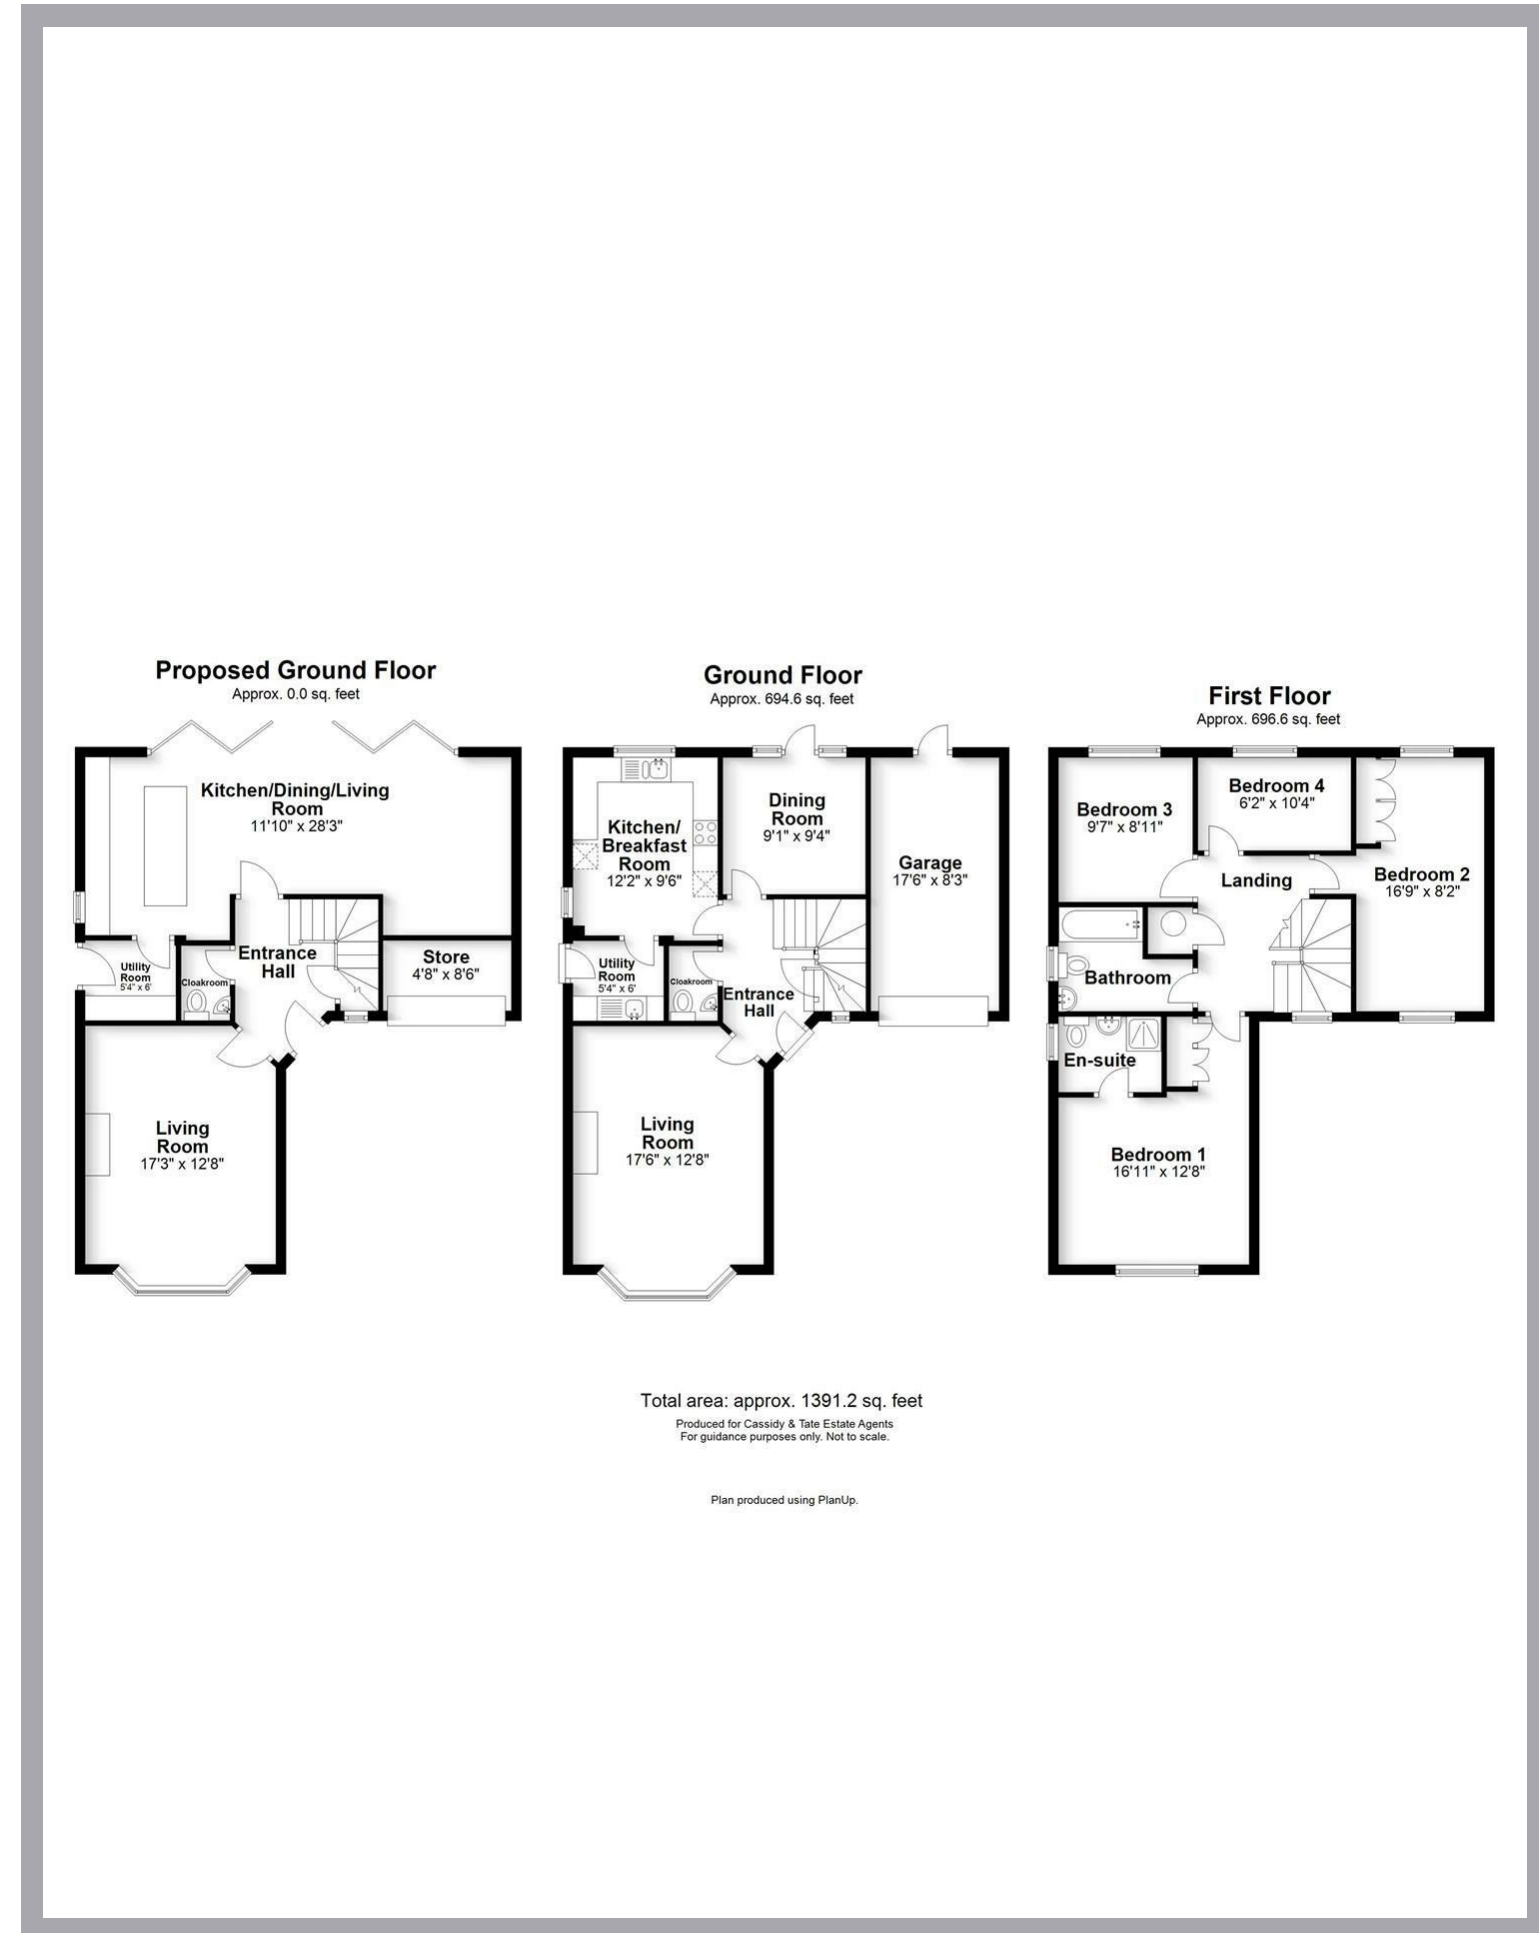 Proposed Ground Floor
Approx. 0.0 sq. feet
Kitchen/Dining/Living
Room
11'10" x 28'3"
Utility
Room
5'4" x 6'
Cloakroom
Entrance
Hall
Store
4'8" x 8'6"
Living
Room
17'3" x 12'8"
Ground Floor
Approx. 694.6 sq. feet
Kitchen/
Breakfast
Room
12'2" x 9'6"
Dining
Room
9'1" x 9'4"
Garage
17'6" x 8'3"
Utility
Room
5'4" x 6'
Cloakroom
Entrance
Hall
Living
Room
17'6" x 12'8"
First Floor
Approx. 696.6 sq. feet
Bedroom 3
9'7" x 8'11"
Bedroom 4
6'2" x 10'4"
Landing
Bedroom 2
16'9" x 8'2"
Bathroom
En-suite
Bedroom 1
16'11" x 12'8"
Total area: approx. 1391.2 sq. feet
Produced for Cassidy & Tate Estate Agents
For guidance purposes only. Not to scale.
Plan produced using PlanUp.